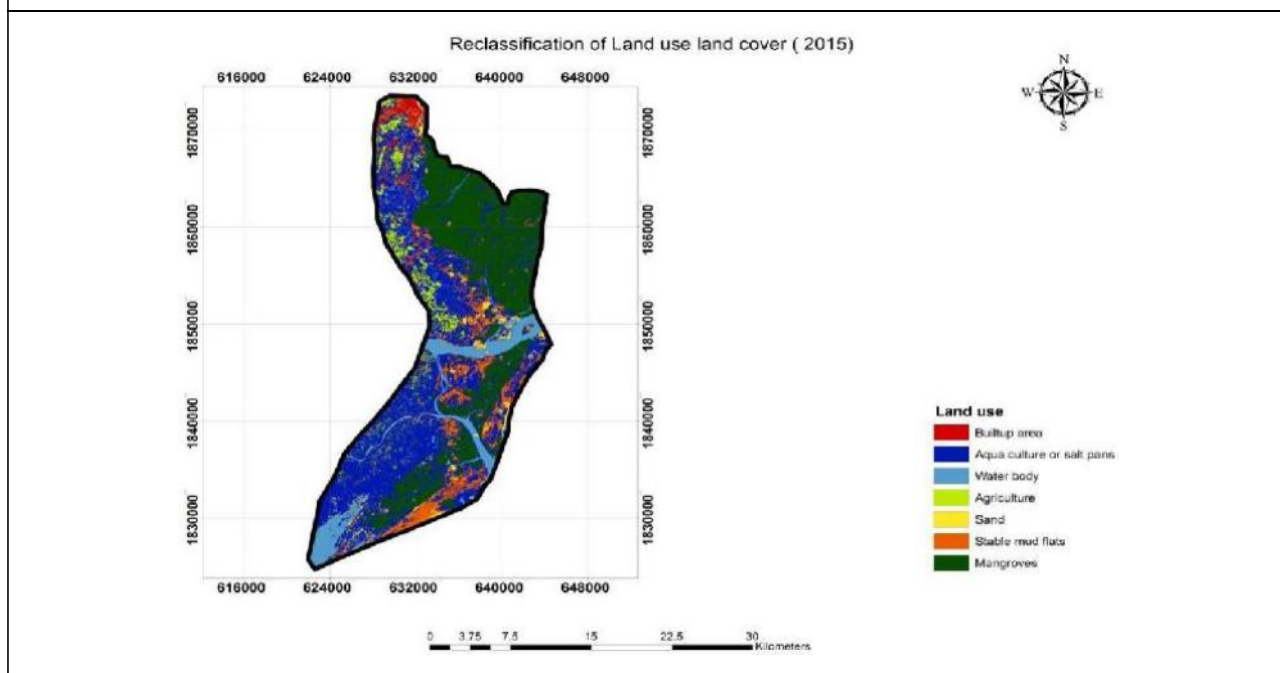 Reclassification of Land use land cover ( 2015)
N
W E
S
616000 624000 632000 640000 648000
1870000 1870000
1860000 1860000
1850000 1850000
1840000 1840000
1830000 1830000
616000 624000 632000 640000 648000
Land use
Builtup area
Aqua culture or salt pans
Water body
Agriculture
Sand
Stable mud flats
Mangroves
0 3.75 7.5 15 22.5 30
Kilometers